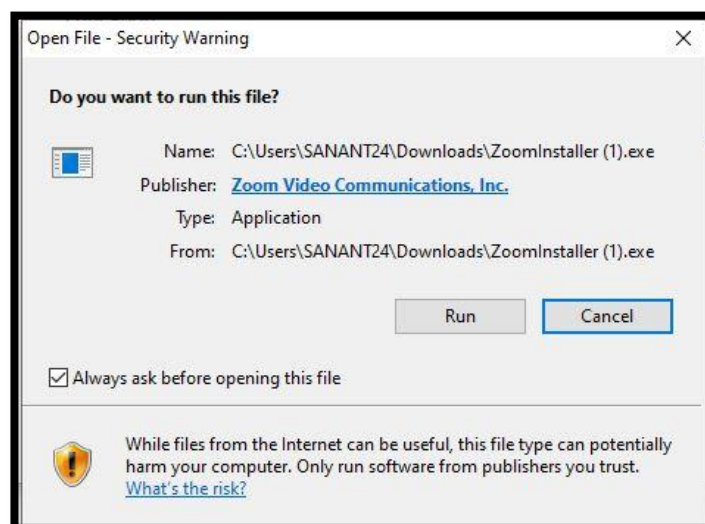 Open File - Security Warning
Do you want to run this file?
Name: C:\Users\SANANT24\Downloads\ZoomInstaller (1).exe
Publisher: Zoom Video Communications, Inc.
Type: Application
From: C:\Users\SANANT24\Downloads\ZoomInstaller (1).exe
Run Cancel
Always ask before opening this file
While files from the Internet can be useful, this file type can potentially
harm your computer. Only run software from publishers you trust.
What's the risk?